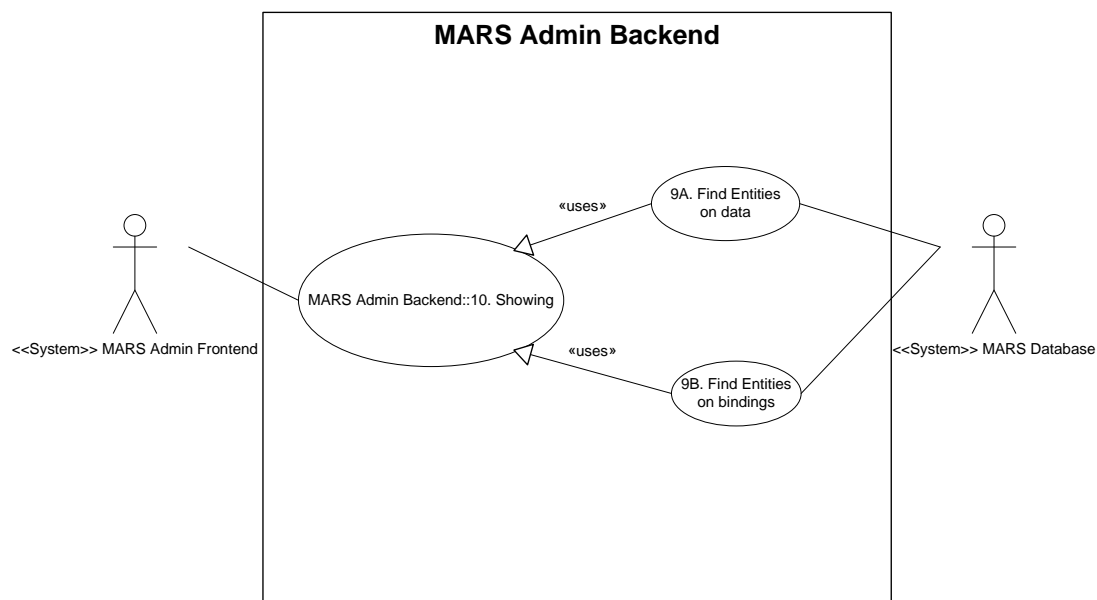 MARS Admin Backend
9A. Find Entities
on data
«uses»
MARS Admin Backend::10. Showing
<<System>> MARS Admin Frontend
«uses»
<<System>> MARS Database
9B. Find Entities
on bindings